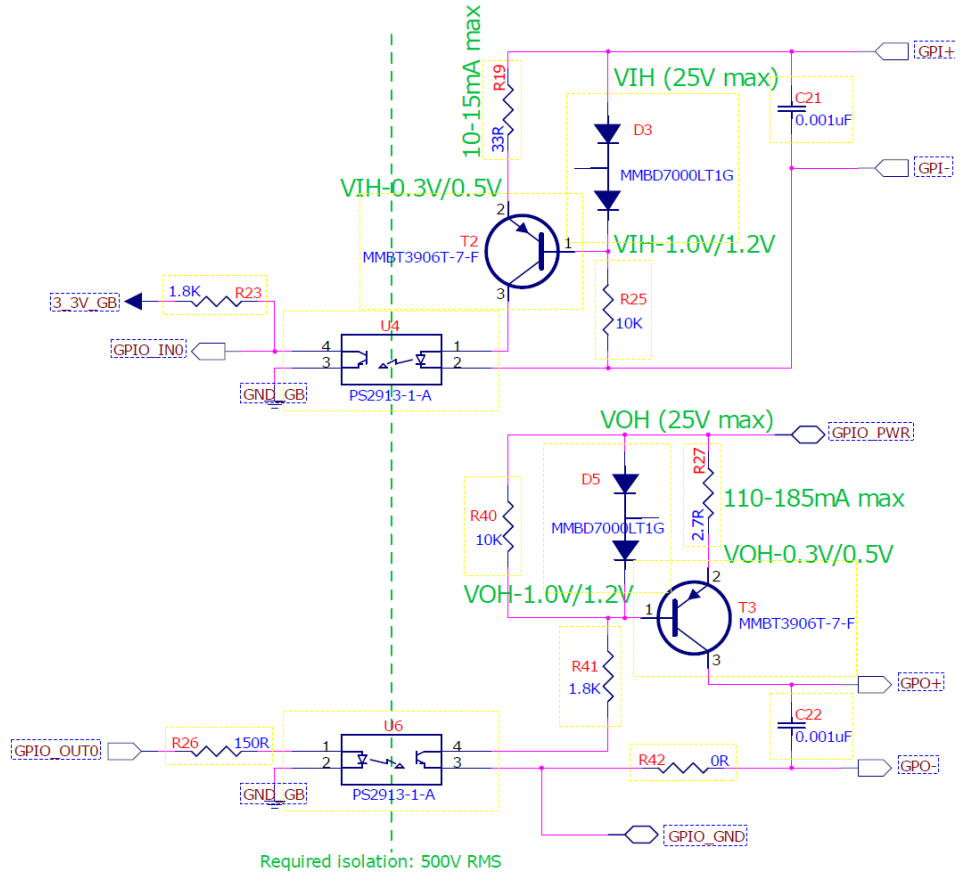 10-15mA max
R19
33R
VIH (25V max)
GPI+
C21
0.001uF
D3
MMBD7000LT1G
GPI-
VIH-0.3V/0.5V
2
T2
MMBT3906T-7-F
1
VIH-1.0V/1.2V
3
R25
10K
1.8K
R23
3_3V_GB
GPIO_IN0
U4
4
3
1
2
PS2913-1-A
GND_GB
VOH (25V max)
GPIO_PWR
R27
2.7R
D5
MMBD7000LT1G
110-185mA max
R40
10K
VOH-0.3V/0.5V
VOH-1.0V/1.2V
2
1
T3
MMBT3906T-7-F
3
R41
1.8K
GPO+
C22
0.001uF
GPIO_OUT0
R26
150R
U6
1
2
4
3
PS2913-1-A
R42
0R
GPO-
GND_GB
GPIO_GND
Required isolation: 500V RMS